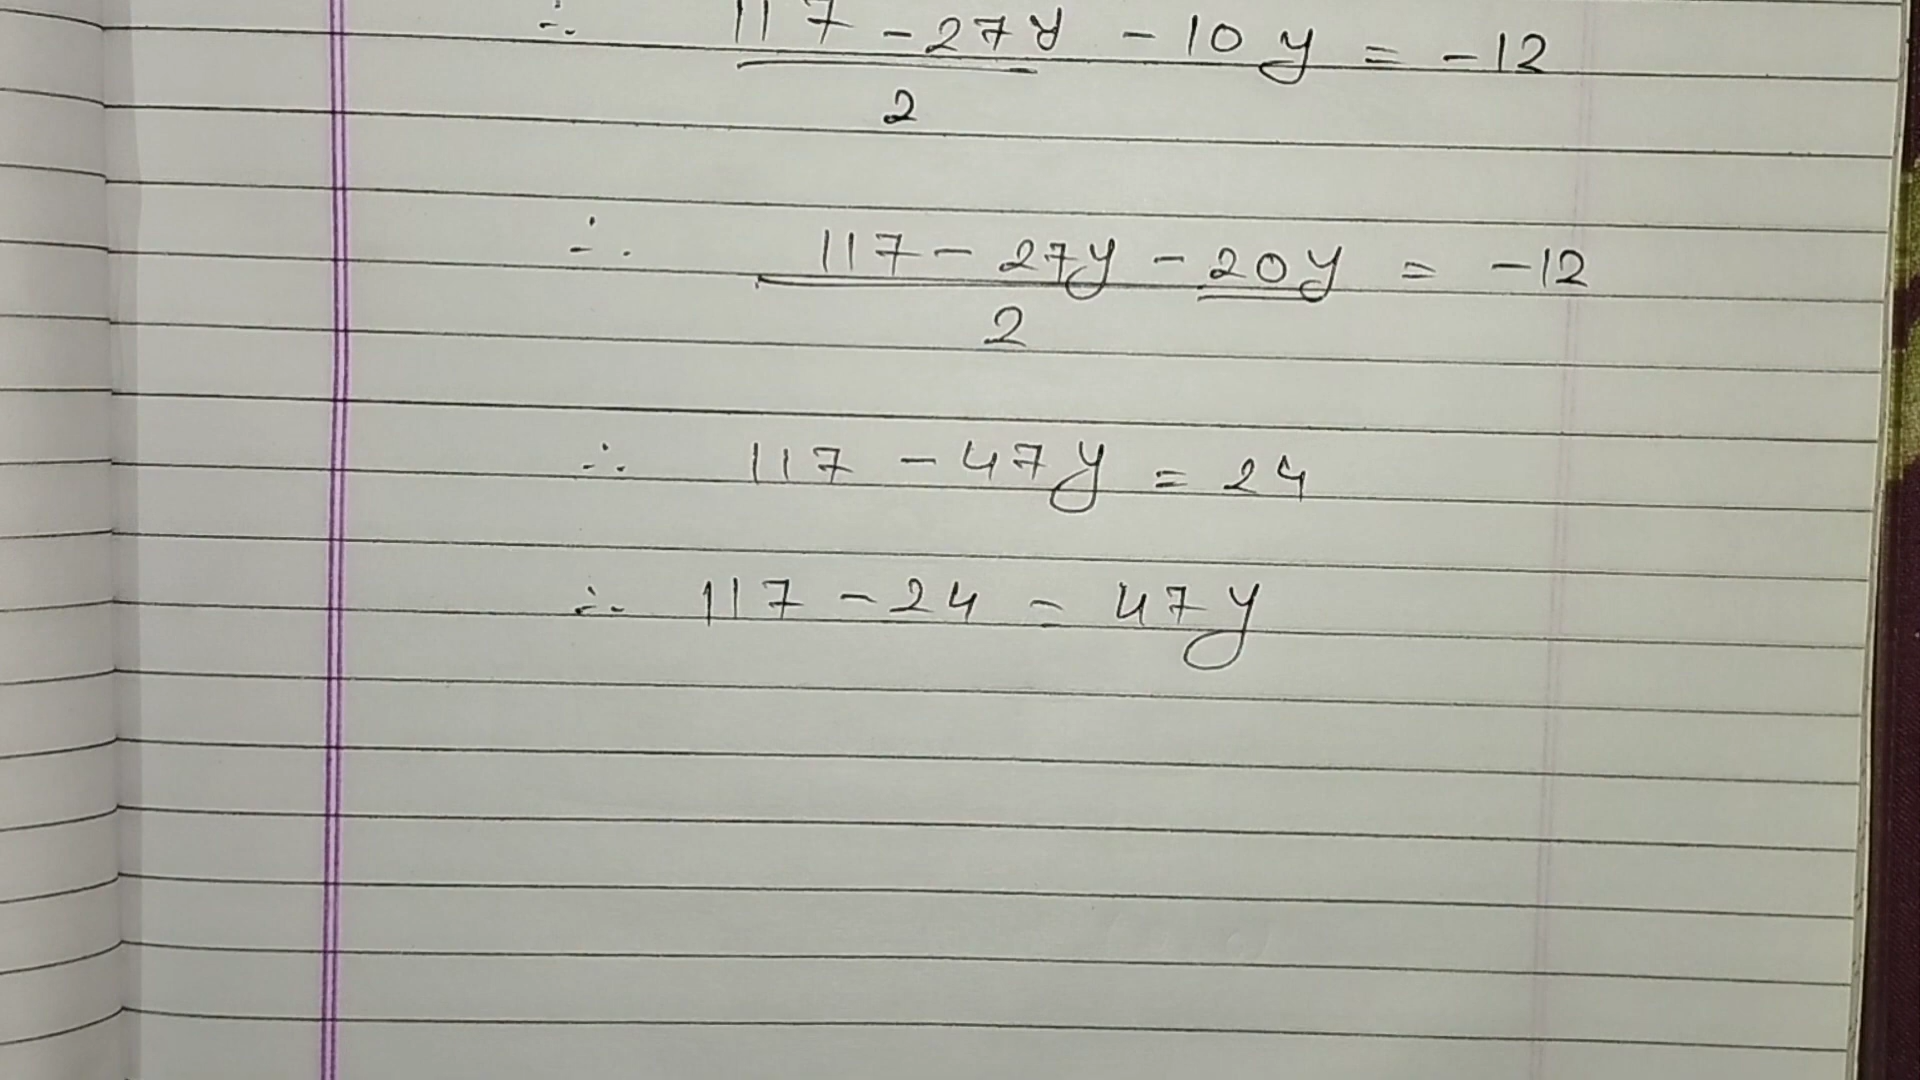 ∴ 117 - 27y - 10y = -12
2
∴ 117 - 27y - 20y = -12
2
∴ 117 - 47y = 24
∴ 117 - 24 = 47y